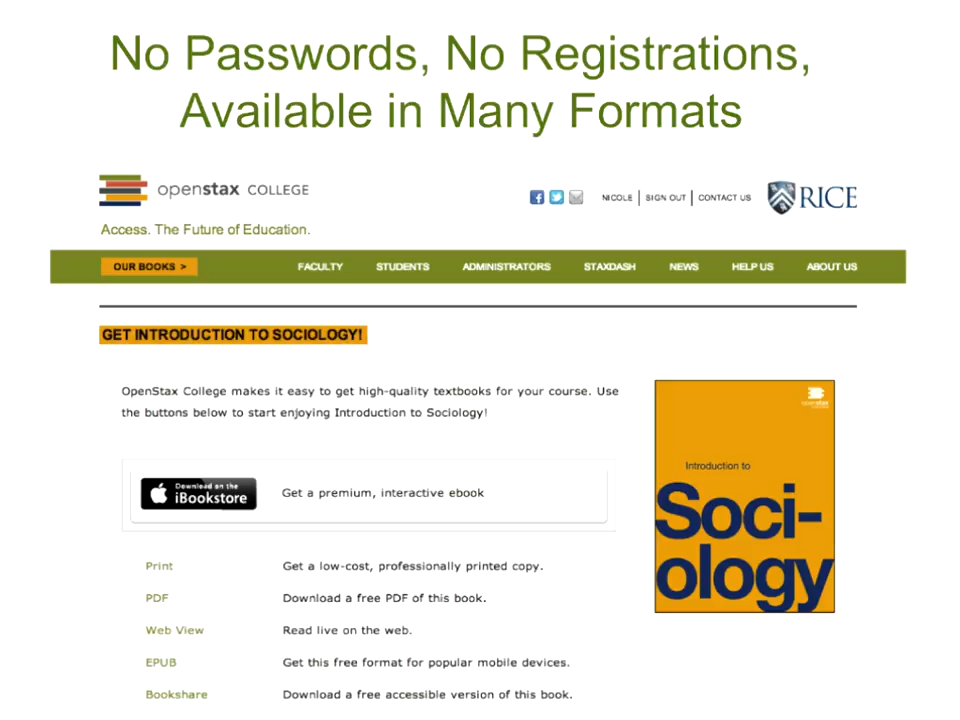 No Passwords, No Registrations,
Available in Many Formats
openstax COLLEGE
NICOLE | SIGN OUT | CONTACT US
RICE
Access. The Future of Education.
OUR BOOKS >
FACULTY STUDENTS ADMINISTRATORS STAXDASH NEWS HELP US ABOUT US
GET INTRODUCTION TO SOCIOLOGY!
OpenStax College makes it easy to get high-quality textbooks for your course. Use
the buttons below to start enjoying Introduction to Sociology!
Download on the
iBookstore
Get a premium, interactive ebook
Print Get a low-cost, professionally printed copy.
PDF Download a free PDF of this book.
Web View Read live on the web.
EPUB Get this free format for popular mobile devices.
Bookshare Download a free accessible version of this book.
openstax
Introduction to
Soci-
ology